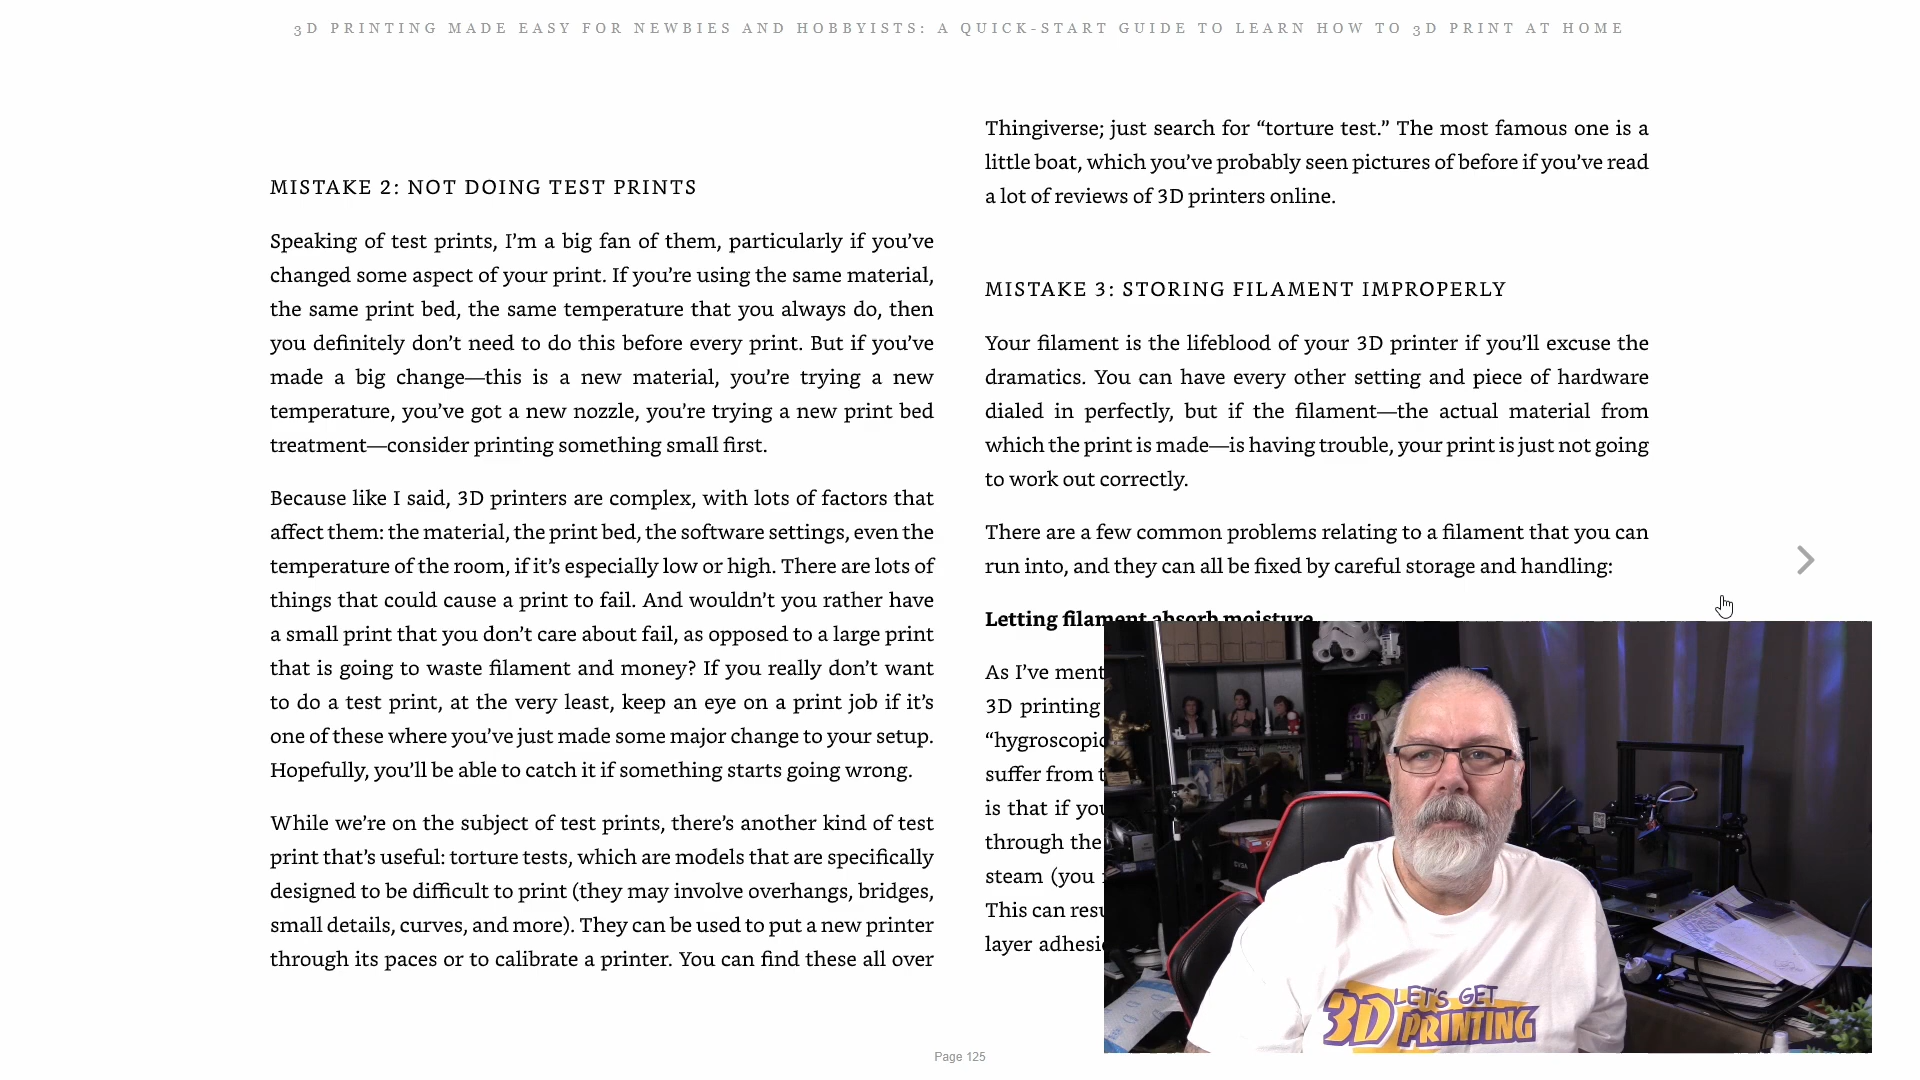 3D PRINTING MADE EASY FOR NEWBIES AND HOBBYISTS: A QUICK-START GUIDE TO LEARN HOW TO 3D PRINT AT HOME
MISTAKE 2: NOT DOING TEST PRINTS
Speaking of test prints, I’m a big fan of them, particularly if you’ve
changed some aspect of your print. If you’re using the same material,
the same print bed, the same temperature that you always do, then
you definitely don’t need to do this before every print. But if you’ve
made a big change—this is a new material, you’re trying a new
temperature, you’ve got a new nozzle, you’re trying a new print bed
treatment—consider printing something small first.
Because like I said, 3D printers are complex, with lots of factors that
affect them: the material, the print bed, the software settings, even the
temperature of the room, if it’s especially low or high. There are lots of
things that could cause a print to fail. And wouldn’t you rather have
a small print that you don’t care about fail, as opposed to a large print
that is going to waste filament and money? If you really don’t want
to do a test print, at the very least, keep an eye on a print job if it’s
one of these where you’ve just made some major change to your setup.
Hopefully, you’ll be able to catch it if something starts going wrong.
While we’re on the subject of test prints, there’s another kind of test
print that’s useful: torture tests, which are models that are specifically
designed to be difficult to print (they may involve overhangs, bridges,
small details, curves, and more). They can be used to put a new printer
through its paces or to calibrate a printer. You can find these all over
Thingiverse; just search for “torture test.” The most famous one is a
little boat, which you’ve probably seen pictures of before if you’ve read
a lot of reviews of 3D printers online.
MISTAKE 3: STORING FILAMENT IMPROPERLY
Your filament is the lifeblood of your 3D printer if you’ll excuse the
dramatics. You can have every other setting and piece of hardware
dialed in perfectly, but if the filament—the actual material from
which the print is made—is having trouble, your print is just not going
to work out correctly.
There are a few common problems relating to a filament that you can
run into, and they can all be fixed by careful storage and handling:
Letting filament absorb moisture
As I’ve ment
3D printing
“hygroscopic
suffer from t
is that if you
through the
steam (you
This can resu
layer adhesi
EVGA
LET'S GET
3D PRINTING
Page 125